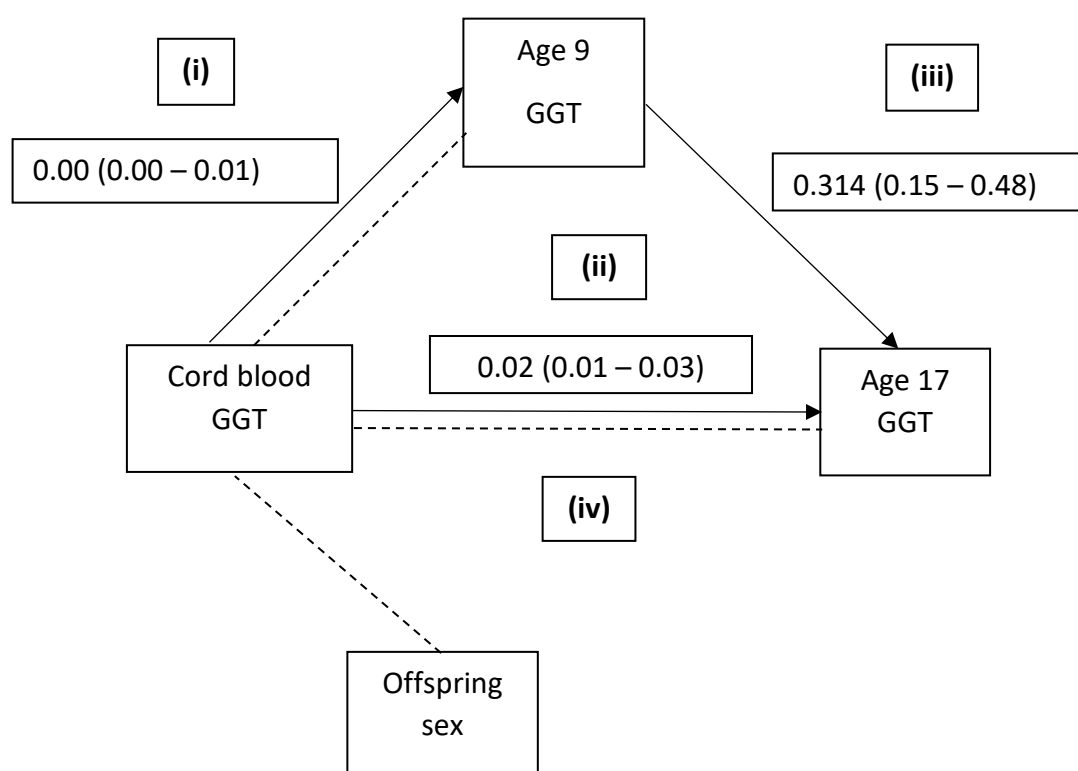 (i)
Age 9
GGT
(iii)
0.00 (0.00 – 0.01)
0.314 (0.15 – 0.48)
(ii)
0.02 (0.01 – 0.03)
Cord blood
GGT
Age 17
GGT
(iv)
Offspring
sex